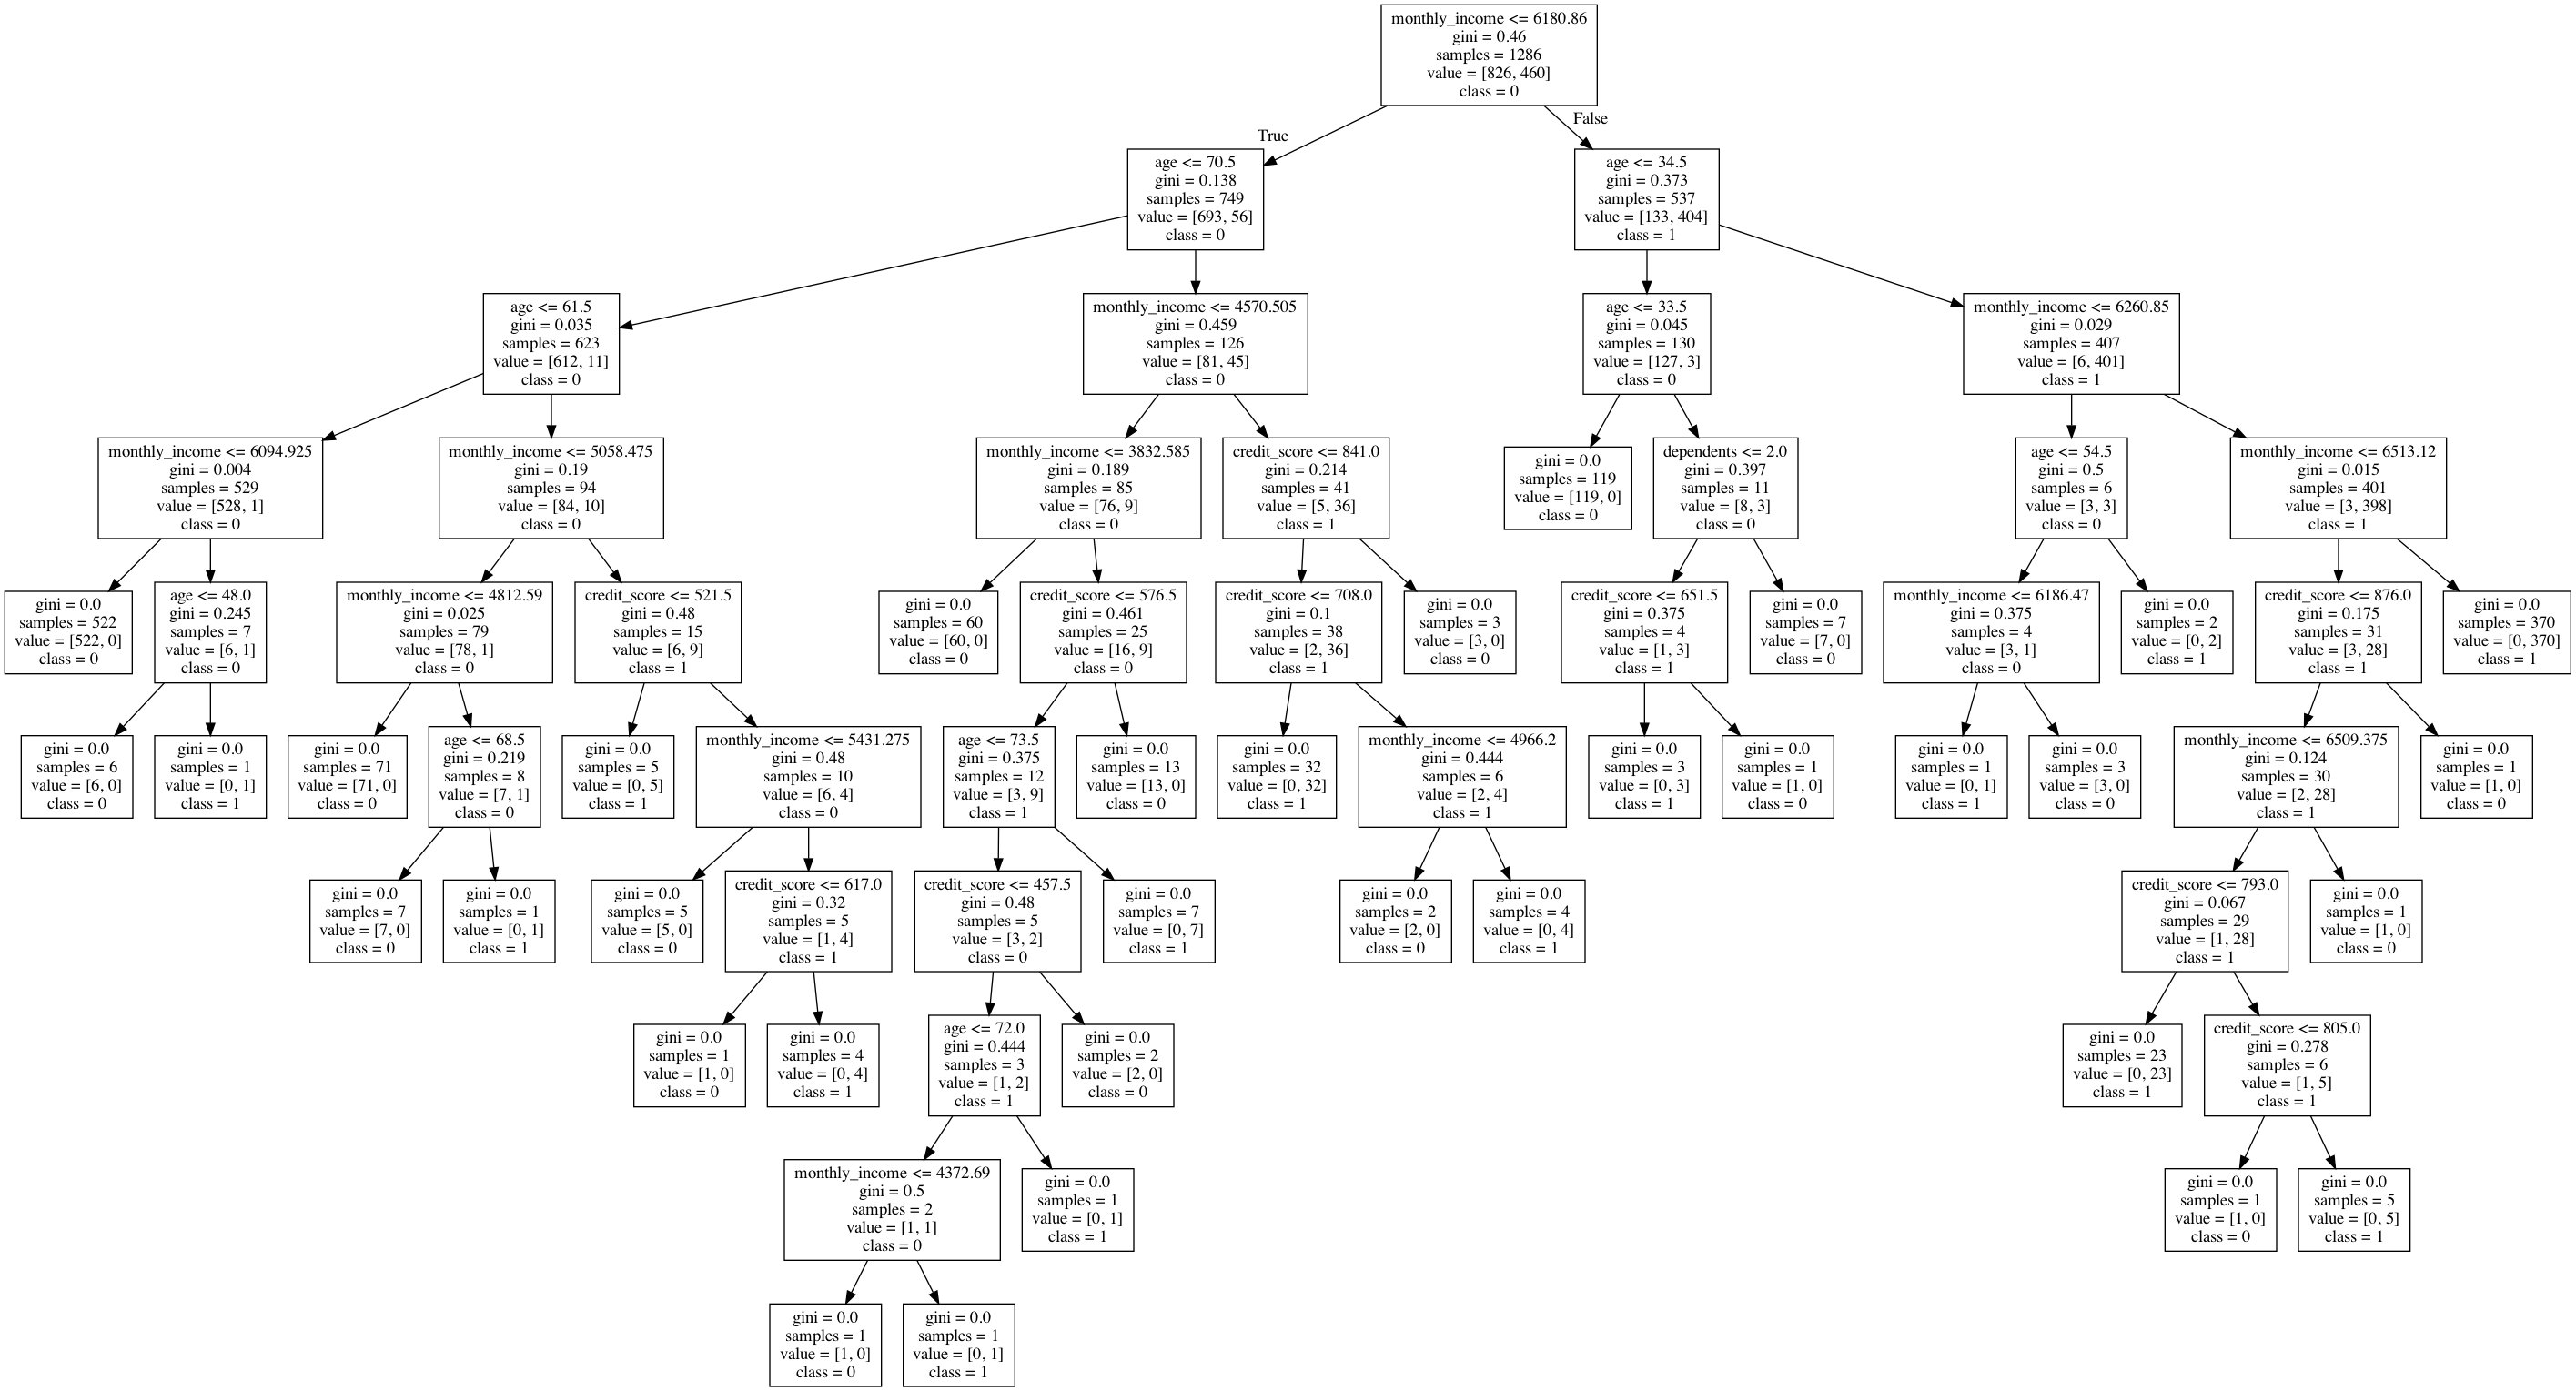 monthly_income <= 6180.86
gini = 0.46
samples = 1286
value = [826, 460]
class = 0
True
False
age <= 70.5
gini = 0.138
samples = 749
value = [693, 56]
class = 0
age <= 34.5
gini = 0.373
samples = 537
value = [133, 404]
class = 1
age <= 61.5
gini = 0.035
samples = 623
value = [612, 11]
class = 0
monthly_income <= 4570.505
gini = 0.459
samples = 126
value = [81, 45]
class = 0
age <= 33.5
gini = 0.045
samples = 130
value = [127, 3]
class = 0
monthly_income <= 6260.85
gini = 0.029
samples = 407
value = [6, 401]
class = 1
monthly_income <= 6094.925
gini = 0.004
samples = 529
value = [528, 1]
class = 0
monthly_income <= 5058.475
gini = 0.19
samples = 94
value = [84, 10]
class = 0
monthly_income <= 3832.585
gini = 0.189
samples = 85
value = [76, 9]
class = 0
credit_score <= 841.0
gini = 0.214
samples = 41
value = [5, 36]
class = 1
gini = 0.0
samples = 119
value = [119, 0]
class = 0
dependents <= 2.0
gini = 0.397
samples = 11
value = [8, 3]
class = 0
age <= 54.5
gini = 0.5
samples = 6
value = [3, 3]
class = 0
monthly_income <= 6513.12
gini = 0.015
samples = 401
value = [3, 398]
class = 1
gini = 0.0
samples = 522
value = [522, 0]
class = 0
age <= 48.0
gini = 0.245
samples = 7
value = [6, 1]
class = 0
monthly_income <= 4812.59
gini = 0.025
samples = 79
value = [78, 1]
class = 0
credit_score <= 521.5
gini = 0.48
samples = 15
value = [6, 9]
class = 1
gini = 0.0
samples = 60
value = [60, 0]
class = 0
credit_score <= 576.5
gini = 0.461
samples = 25
value = [16, 9]
class = 0
credit_score <= 708.0
gini = 0.1
samples = 38
value = [2, 36]
class = 1
gini = 0.0
samples = 3
value = [3, 0]
class = 0
credit_score <= 651.5
gini = 0.375
samples = 4
value = [1, 3]
class = 1
gini = 0.0
samples = 7
value = [7, 0]
class = 0
monthly_income <= 6186.47
gini = 0.375
samples = 4
value = [3, 1]
class = 0
gini = 0.0
samples = 2
value = [0, 2]
class = 1
credit_score <= 876.0
gini = 0.175
samples = 31
value = [3, 28]
class = 1
gini = 0.0
samples = 370
value = [0, 370]
class = 1
gini = 0.0
samples = 6
value = [6, 0]
class = 0
gini = 0.0
samples = 1
value = [0, 1]
class = 1
gini = 0.0
samples = 71
value = [71, 0]
class = 0
age <= 68.5
gini = 0.219
samples = 8
value = [7, 1]
class = 0
gini = 0.0
samples = 5
value = [0, 5]
class = 1
monthly_income <= 5431.275
gini = 0.48
samples = 10
value = [6, 4]
class = 0
age <= 73.5
gini = 0.375
samples = 12
value = [3, 9]
class = 1
gini = 0.0
samples = 13
value = [13, 0]
class = 0
gini = 0.0
samples = 32
value = [0, 32]
class = 1
monthly_income <= 4966.2
gini = 0.444
samples = 6
value = [2, 4]
class = 1
gini = 0.0
samples = 3
value = [0, 3]
class = 1
gini = 0.0
samples = 1
value = [1, 0]
class = 0
gini = 0.0
samples = 1
value = [0, 1]
class = 1
gini = 0.0
samples = 3
value = [3, 0]
class = 0
monthly_income <= 6509.375
gini = 0.124
samples = 30
value = [2, 28]
class = 1
gini = 0.0
samples = 1
value = [1, 0]
class = 0
gini = 0.0
samples = 7
value = [7, 0]
class = 0
gini = 0.0
samples = 1
value = [0, 1]
class = 1
gini = 0.0
samples = 5
value = [5, 0]
class = 0
credit_score <= 617.0
gini = 0.32
samples = 5
value = [1, 4]
class = 1
credit_score <= 457.5
gini = 0.48
samples = 5
value = [3, 2]
class = 0
gini = 0.0
samples = 7
value = [0, 7]
class = 1
gini = 0.0
samples = 2
value = [2, 0]
class = 0
gini = 0.0
samples = 4
value = [0, 4]
class = 1
credit_score <= 793.0
gini = 0.067
samples = 29
value = [1, 28]
class = 1
gini = 0.0
samples = 1
value = [1, 0]
class = 0
gini = 0.0
samples = 1
value = [1, 0]
class = 0
gini = 0.0
samples = 4
value = [0, 4]
class = 1
age <= 72.0
gini = 0.444
samples = 3
value = [1, 2]
class = 1
gini = 0.0
samples = 2
value = [2, 0]
class = 0
gini = 0.0
samples = 23
value = [0, 23]
class = 1
credit_score <= 805.0
gini = 0.278
samples = 6
value = [1, 5]
class = 1
monthly_income <= 4372.69
gini = 0.5
samples = 2
value = [1, 1]
class = 0
gini = 0.0
samples = 1
value = [0, 1]
class = 1
gini = 0.0
samples = 1
value = [1, 0]
class = 0
gini = 0.0
samples = 5
value = [0, 5]
class = 1
gini = 0.0
samples = 1
value = [1, 0]
class = 0
gini = 0.0
samples = 1
value = [0, 1]
class = 1